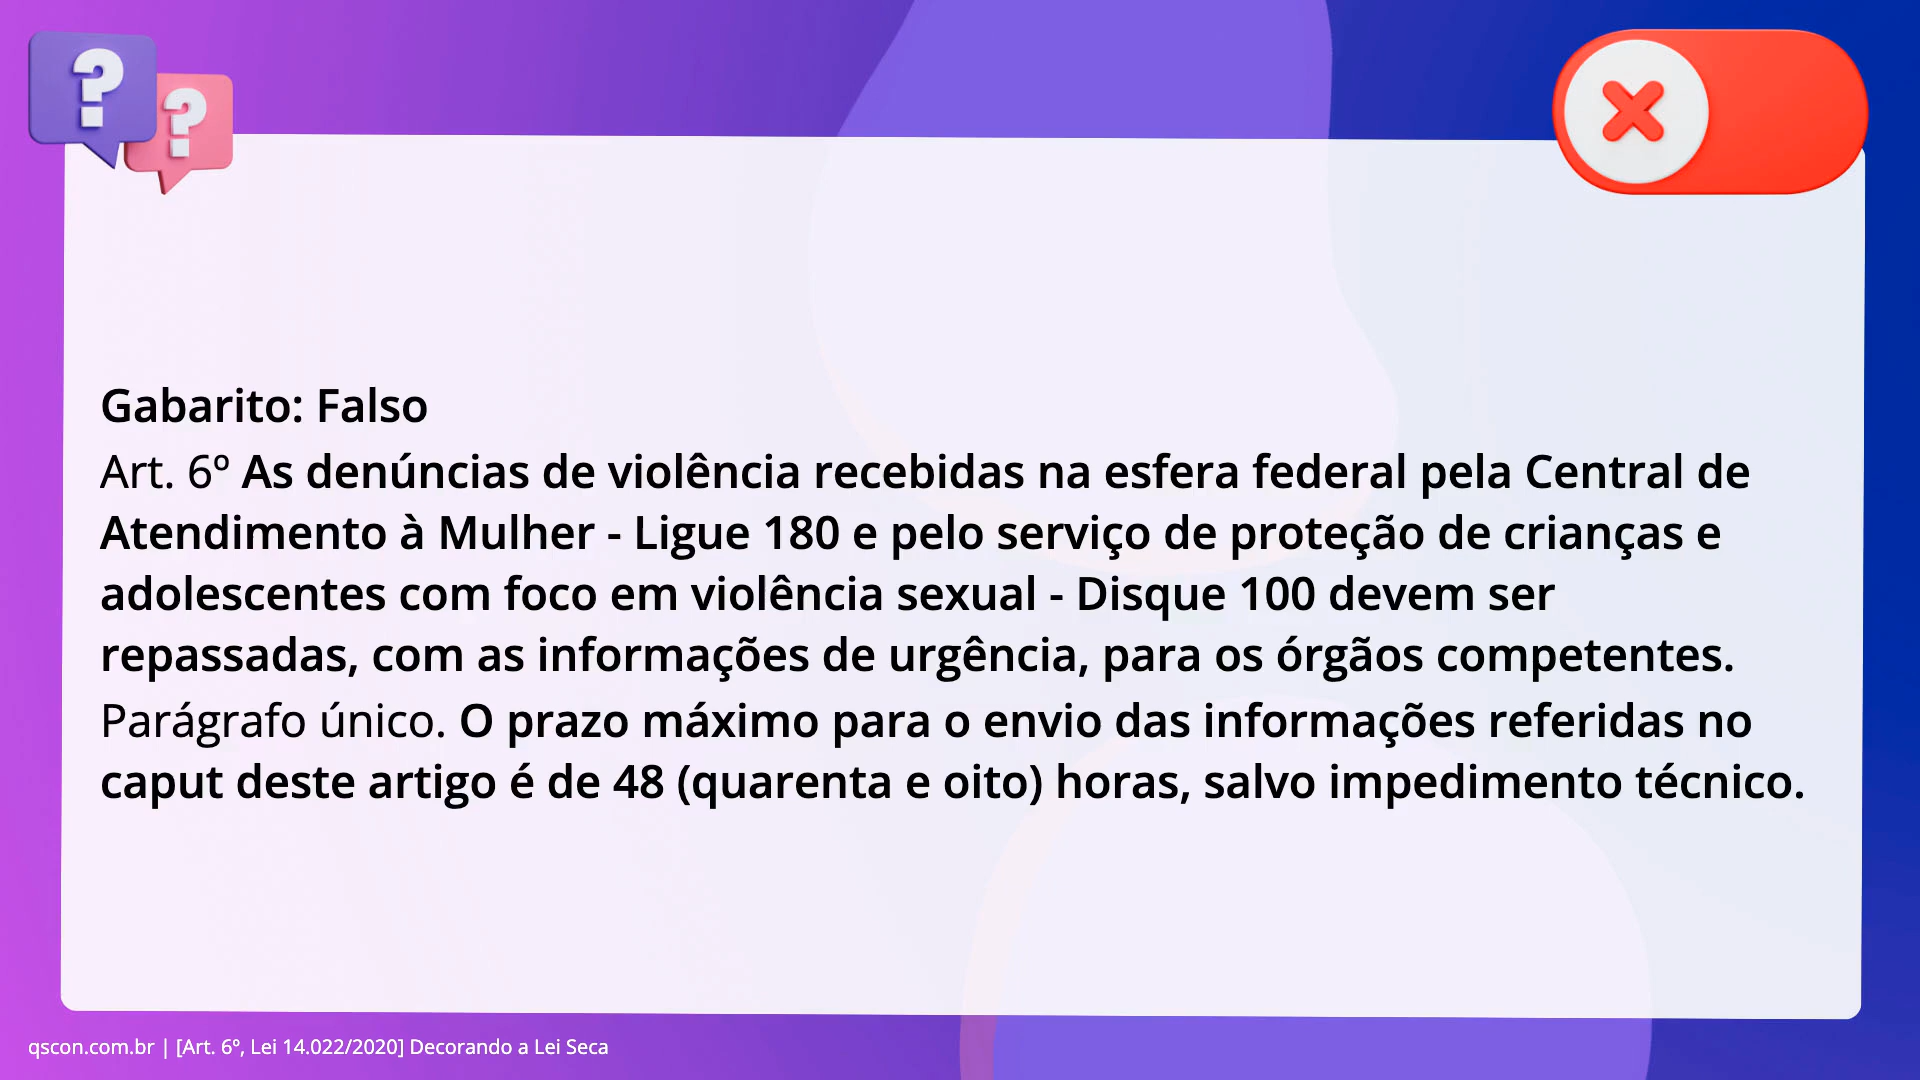 Gabarito: Falso
Art. 6º As denúncias de violência recebidas na esfera federal pela Central de
Atendimento à Mulher - Ligue 180 e pelo serviço de proteção de crianças e
adolescentes com foco em violência sexual - Disque 100 devem ser
repassadas, com as informações de urgência, para os órgãos competentes.
Parágrafo único. O prazo máximo para o envio das informações referidas no
caput deste artigo é de 48 (quarenta e oito) horas, salvo impedimento técnico.
qscon.com.br | [Art. 6º, Lei 14.022/2020] Decorando a Lei Seca